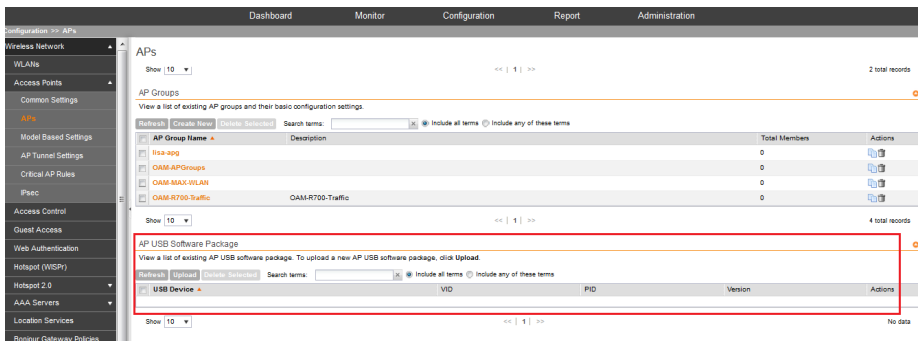 Dashboard Monitor Configuration Report Administration
Configuration >> APs
Wireless Network
WLANs
Access Points
Common Settings
APs
Model Based Settings
AP Tunnel Settings
Critical AP Rules
IPsec
Access Control
Guest Access
Web Authentication
Hotspot (WISPr)
Hotspot 2.0
AAA Servers
Location Services
Bonjour Gateway Policies
APs
Show 10 << | 1 | >> 2 total records
AP Groups
View a list of existing AP groups and their basic configuration settings.
Refresh Create New Delete Selected Search terms: x Include all terms Include any of these terms
AP Group Name Description Total Members Actions
lisa-apg 0
OAM-APGroups 0
OAM-MAX-WLAN 0
OAM-R700-Traffic OAM-R700-Traffic 0
Show 10 << | 1 | >> 4 total records
AP USB Software Package
View a list of existing AP USB software package. To upload a new AP USB software package, click Upload.
Refresh Upload Delete Selected Search terms: x Include all terms Include any of these terms
USB Device VID PID Version Actions
Show 10 << | 1 | >> No data